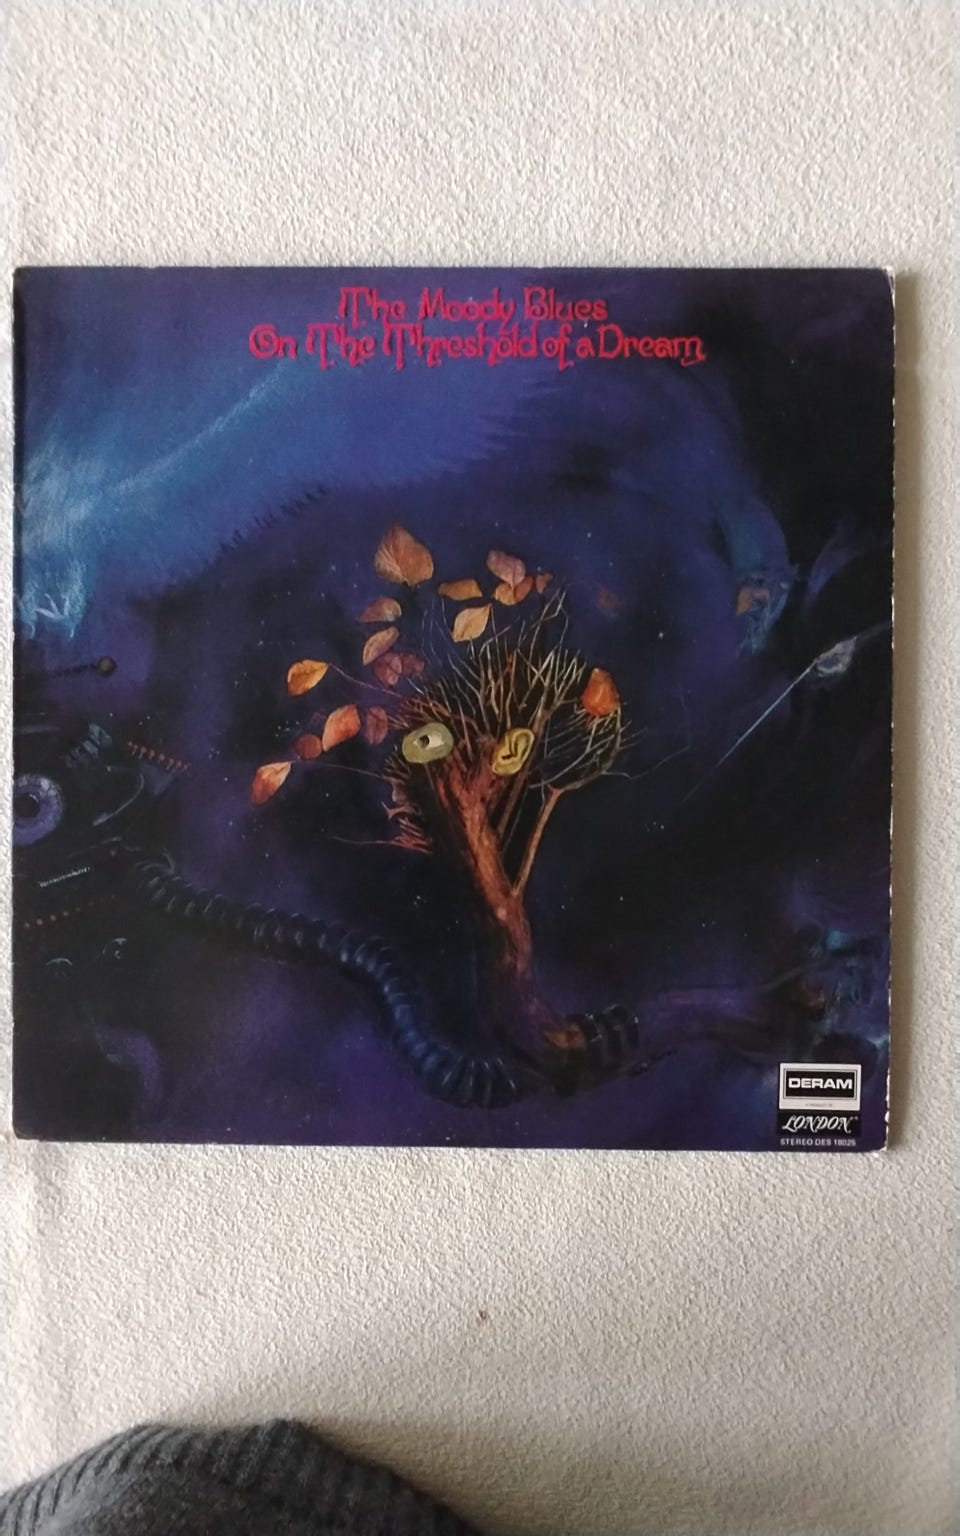 The Moody Blues
On The Threshold of a Dream
DERAM
LONDON®
STEREO DES 18025